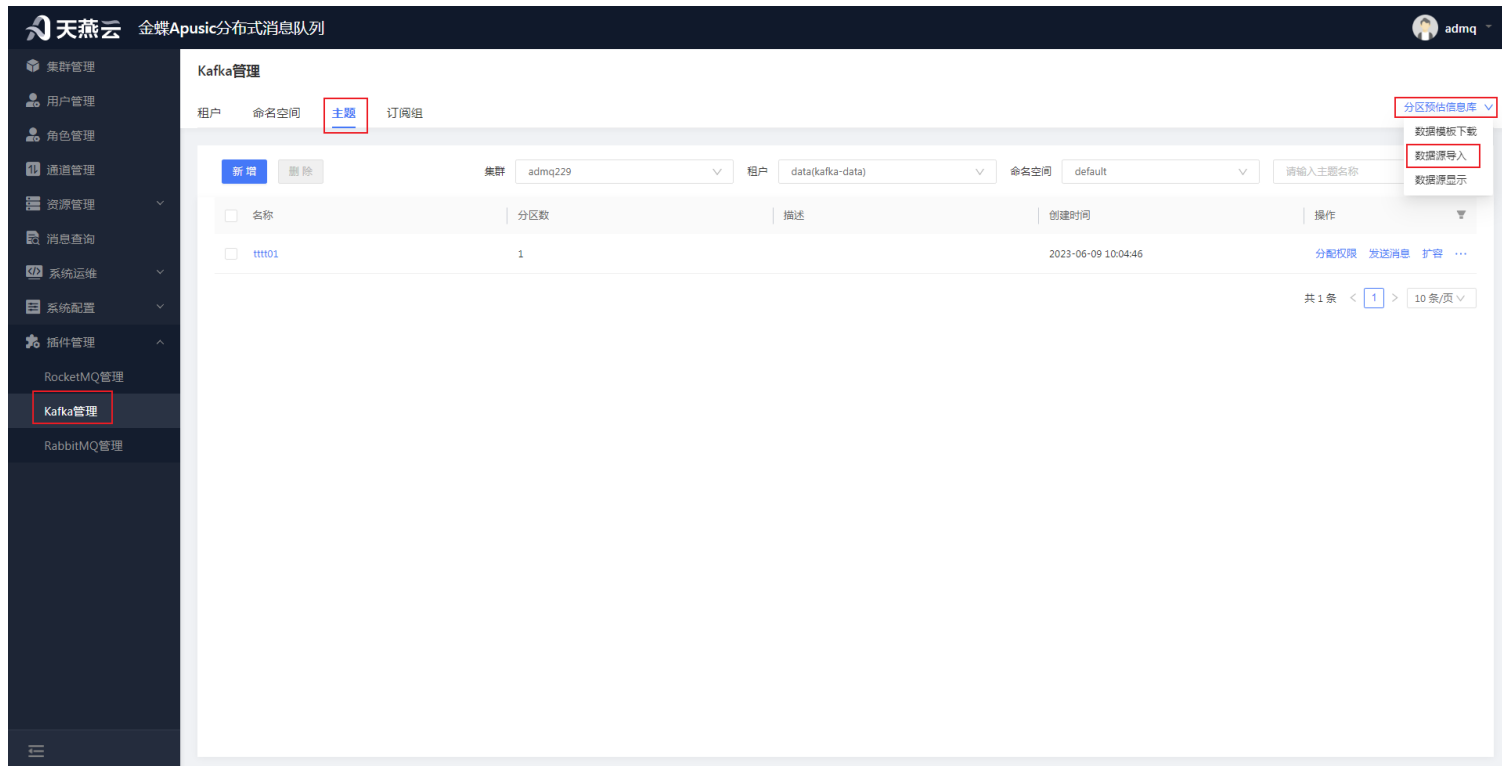 天燕云 金蝶Apusic分布式消息队列 admq
集群管理
用户管理
角色管理
通道管理
资源管理
消息查询
系统运维
系统配置
插件管理
RocketMQ管理
Kafka管理
RabbitMQ管理
Kafka管理
租户 命名空间 主题 订阅组 分区预估信息库
数据模板下载
数据源导入
数据源显示
新增 删除 集群 admq229 租户 data(kafka-data) 命名空间 default 请输入主题名称
名称 分区数 描述 创建时间 操作
tttt01 1 2023-06-09 10:04:46 分配权限 发送消息 扩容 ···
共1条 < 1 > 10 条/页